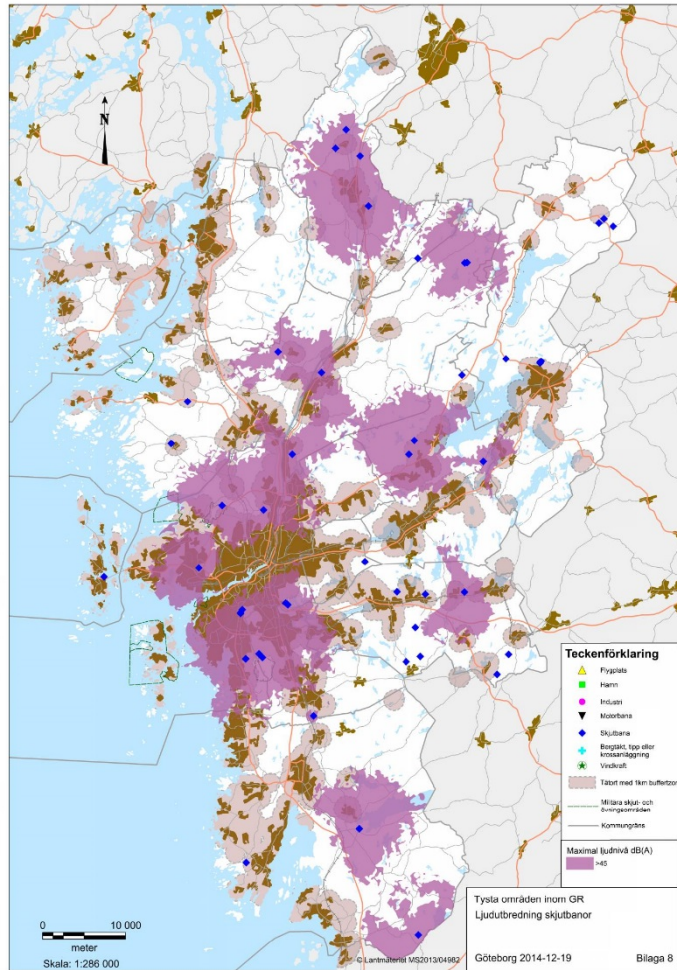 N
Teckenförklaring
Flygplats
Hamn
Industri
Motorbana
Skjutbana
Bergtäkt, tipp eller
krossanläggning
Vindkraft
Tätort med 1km buffertzon
Militära skjut- och
övningsområden
Kommungräns
Maximal ljudnivå dB(A)
>45
Tysta områden inom GR
Ljudutbredning skjutbanor
Göteborg 2014-12-19 Bilaga 8
0 10 000
meter
Skala: 1:286 000
© Lantmäteriet MS2013/04982